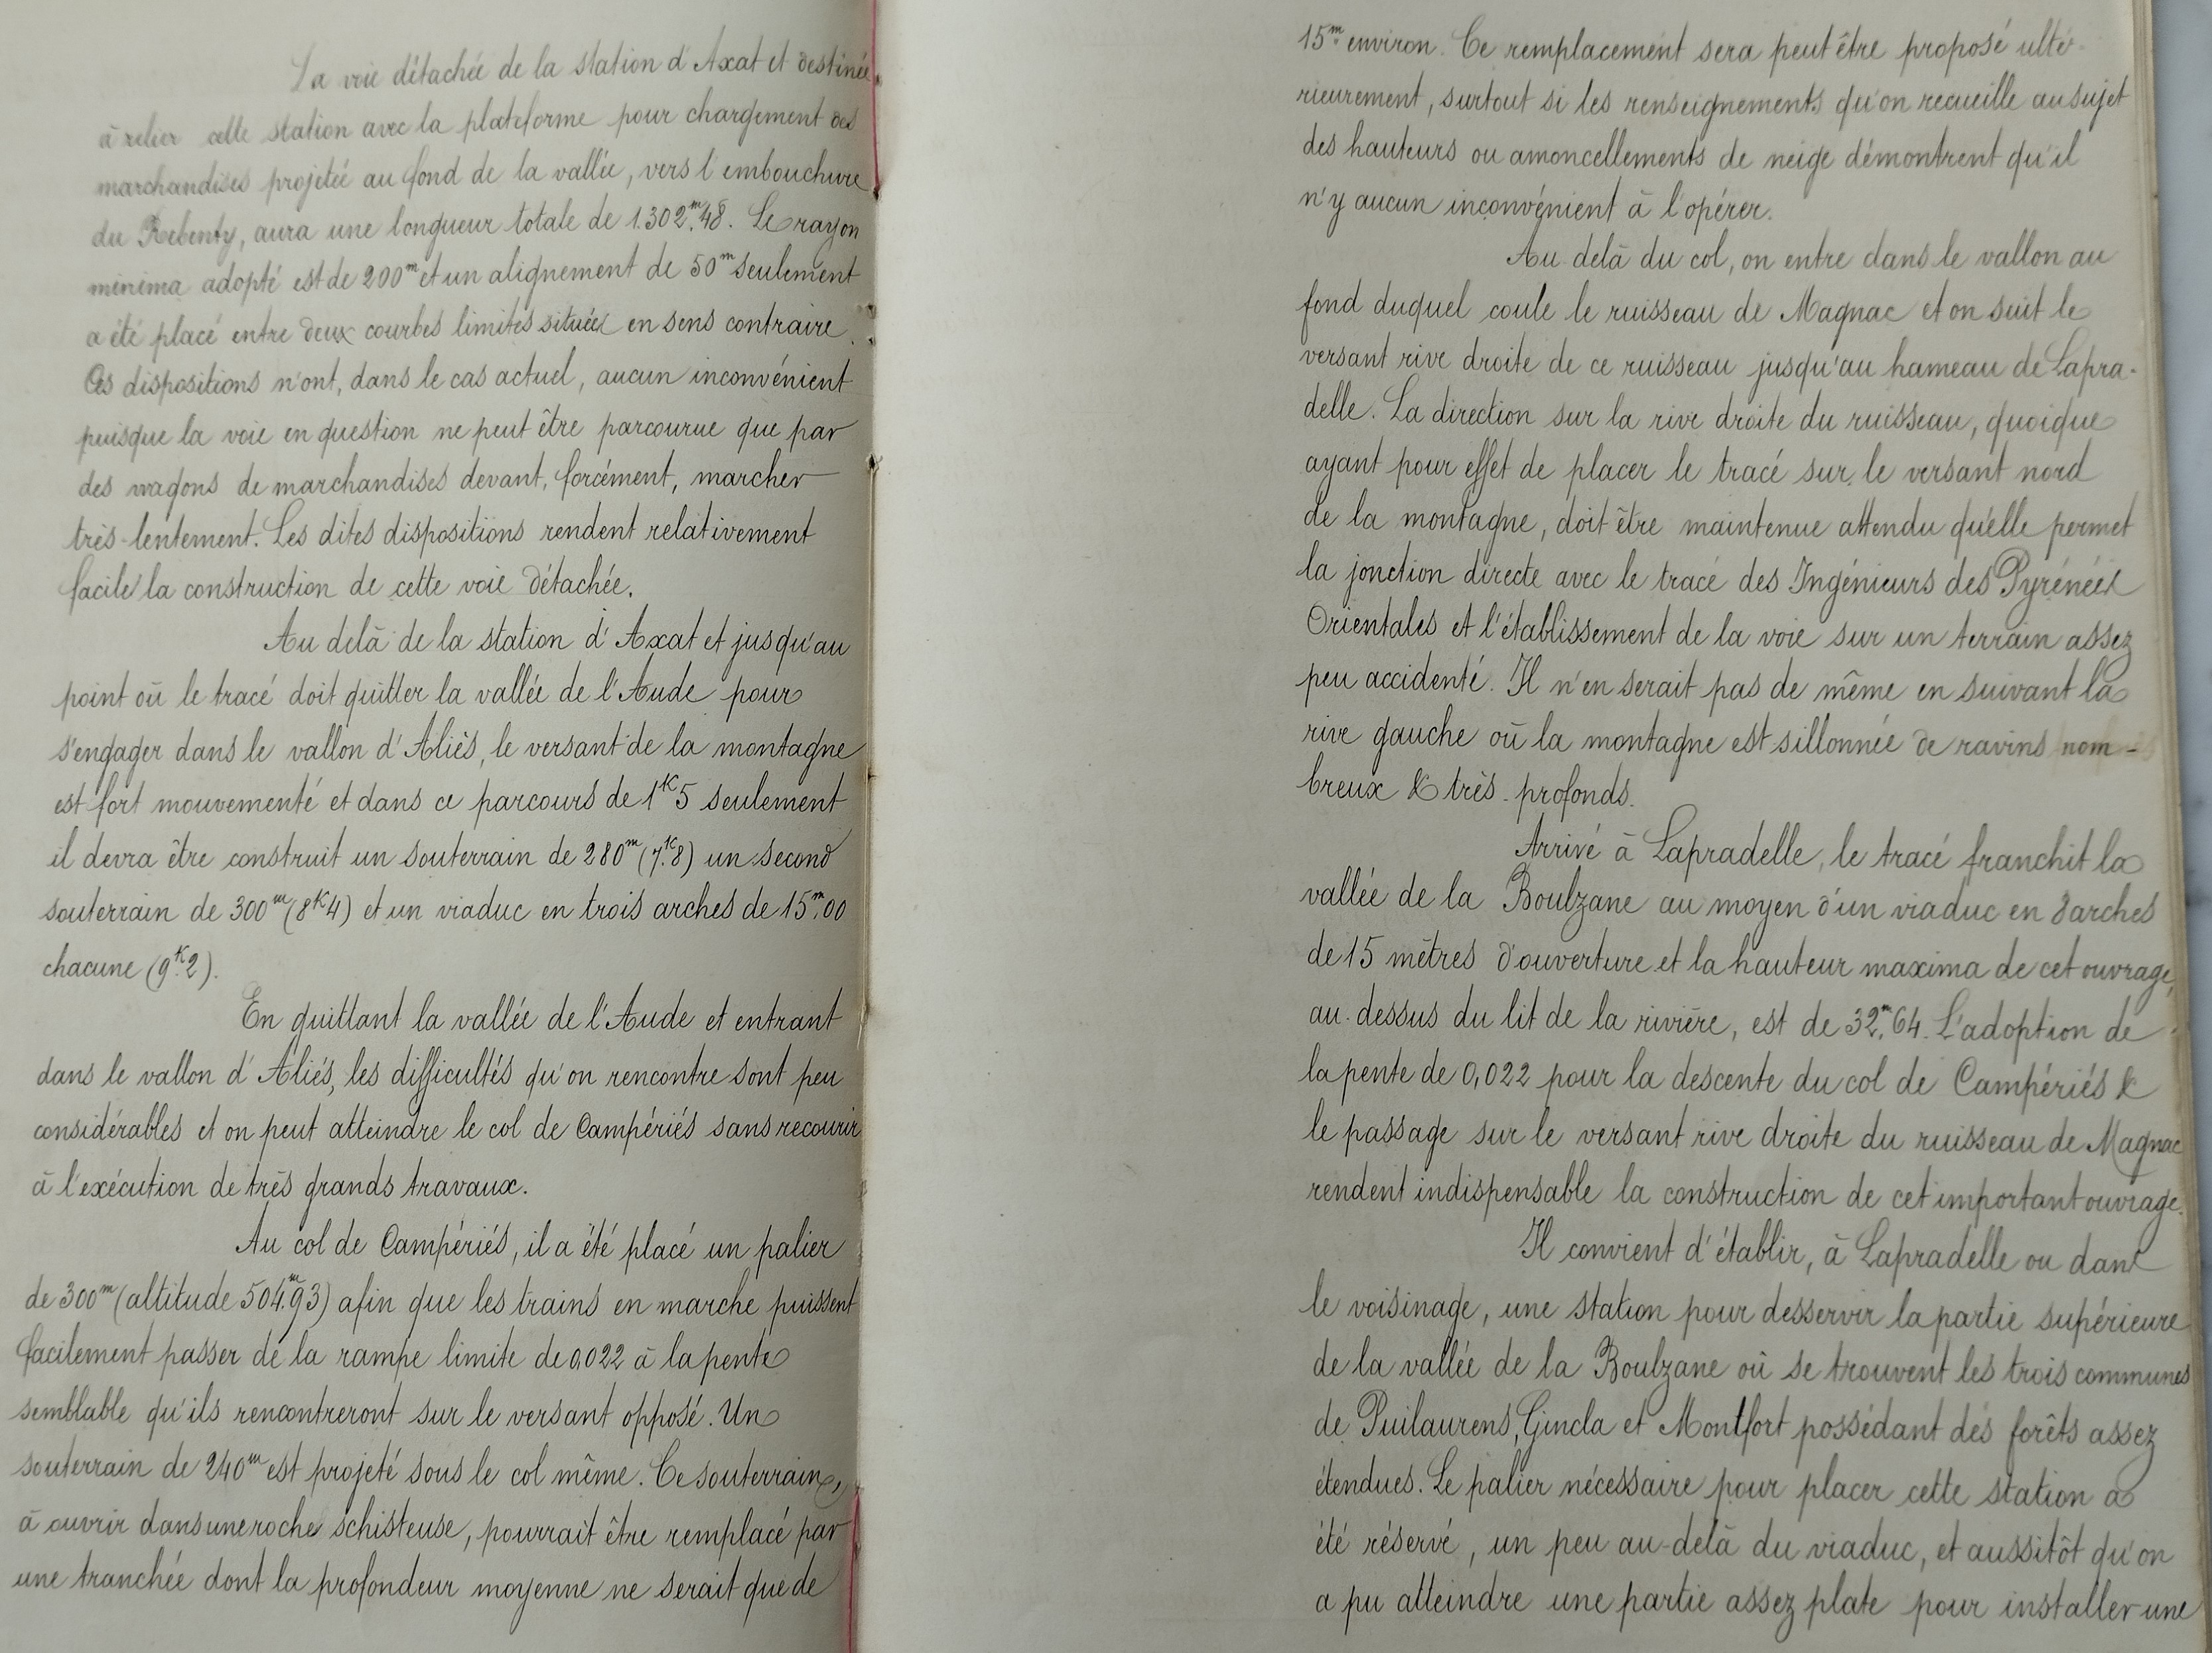 La voie détachée de la station d'Axat et destinée
à relier cette station avec la plateforme pour chargement des
marchandises projetée au fond de la vallée, vers l'embouchure
du Rebenty, aura une longueur totale de 1.302.ᵐ48. Le rayon
minima adopté est de 200ᵐ et un alignement de 50ᵐ seulement
a été placé entre deux courbes limites situées en sens contraire.
Ces dispositions n'ont, dans le cas actuel, aucun inconvénient
puisque la voie en question ne peut être parcourue que par
des wagons de marchandises devant, forcément, marcher
très-lentement. Les dites dispositions rendent relativement
facile la construction de cette voie détachée.
Au delà de la station d'Axat et jusqu'au
point où le tracé doit quitter la vallée de l'Aude pour
s'engager dans le vallon d'Aliès, le versant de la montagne
est fort mouvementé et dans ce parcours de 1ᴷ5 seulement
il devra être construit un souterrain de 280ᵐ (7.ᴷ8) un second
souterrain de 300ᵐ (8ᴷ4) et un viaduc en trois arches de 15.ᵐ00
chacune (9.ᴷ2).
En quittant la vallée de l'Aude et entrant
dans le vallon d'Aliés, les difficultés qu'on rencontre sont peu
considérables et on peut atteindre le col de Campériés sans recourir
à l'exécution de très grands travaux.
Au col de Campériés, il a été placé un palier
de 300ᵐ (altitude 504.ᵐ93) afin que les trains en marche puissent
facilement passer de la rampe limite de 0,022 à la pente
semblable qu'ils rencontreront sur le versant opposé. Un
souterrain de 240ᵐ est projeté sous le col même. Ce souterrain,
à ouvrir dans une roche schisteuse, pourrait être remplacé par
une tranchée dont la profondeur moyenne ne serait que de
15ᵐ environ. Ce remplacement sera peut être proposé ulté-
rieurement, surtout si les renseignements qu'on recueille au sujet
des hauteurs ou amoncellements de neige démontrent qu'il
n'y aucun inconvénient à l'opérer.
Au delà du col, on entre dans le vallon au
fond duquel coule le ruisseau de Magnac et on suit le
versant rive droite de ce ruisseau jusqu'au hameau de Lapra-
delle. La direction sur la rive droite du ruisseau, quoique
ayant pour effet de placer le tracé sur le versant nord
de la montagne, doit être maintenue attendu qu'elle permet
la jonction directe avec le tracé des Ingénieurs des Pyrénées
Orientales et l'établissement de la voie sur un terrain assez
peu accidenté. Il n'en serait pas de même en suivant la
rive gauche où la montagne est sillonnée de ravins nom-
breux & très-profonds.
Arrivé à Lapradelle, le tracé franchit la
vallée de la Boulzane au moyen d'un viaduc en 8 arches
de 15 mètres d'ouverture et la hauteur maxima de cet ouvrage,
au-dessus du lit de la rivière, est de 32.ᵐ64. L'adoption de
la pente de 0,022 pour la descente du col de Campériés &
le passage sur le versant rive droite du ruisseau de Magnac
rendent indispensable la construction de cet important ouvrage.
Il convient d'établir, à Lapradelle ou dans
le voisinage, une station pour desservir la partie supérieure
de la vallée de la Boulzane où se trouvent les trois communes
de Puilaurens, Gincla et Montfort possédant des forêts assez
étendues. Le palier nécessaire pour placer cette station a
été réservé, un peu au-delà du viaduc, et aussitôt qu'on
a pu atteindre une partie assez plate pour installer une